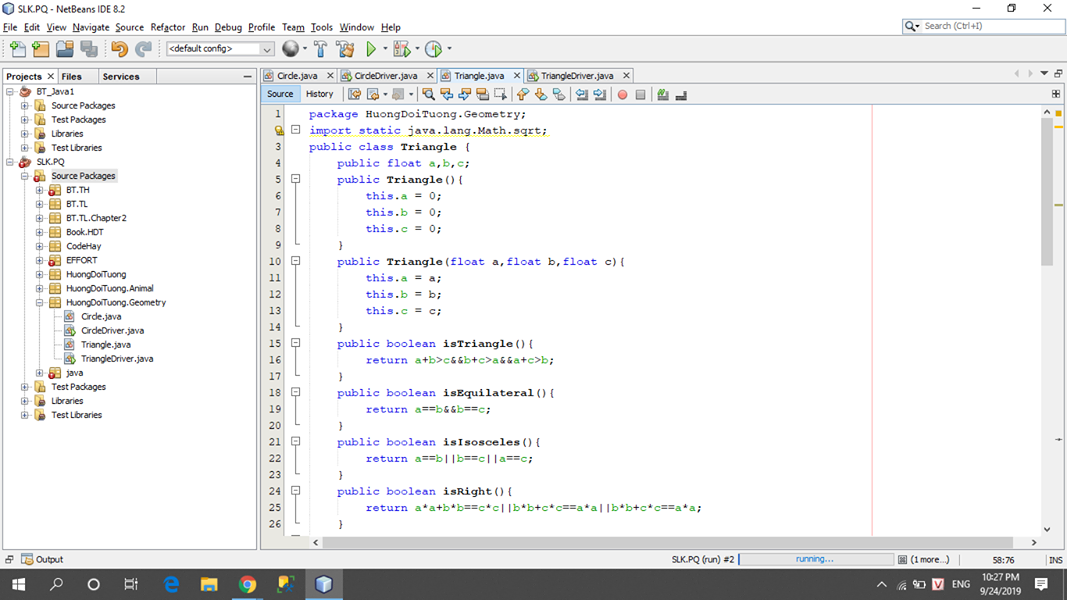 SLK.PQ - NetBeans IDE 8.2
File Edit View Navigate Source Refactor Run Debug Profile Team Tools Window Help
Search (Ctrl+I)
<default config>
Projects Files Services
BT_Java1
Source Packages
Test Packages
Libraries
Test Libraries
SLK.PQ
Source Packages
BT.TH
BT.TL
BT.TL.Chapter2
Book.HDT
CodeHay
EFFORT
HuongDoiTuong
HuongDoiTuong.Animal
HuongDoiTuong.Geometry
Circle.java
CircleDriver.java
Triangle.java
TriangleDriver.java
java
Test Packages
Libraries
Test Libraries
Circle.java CircleDriver.java Triangle.java TriangleDriver.java
Source History
1 package HuongDoiTuong.Geometry;
import static java.lang.Math.sqrt;
3 public class Triangle {
4 public float a,b,c;
5 public Triangle(){
6 this.a = 0;
7 this.b = 0;
8 this.c = 0;
9 }
10 public Triangle(float a,float b,float c){
11 this.a = a;
12 this.b = b;
13 this.c = c;
14 }
15 public boolean isTriangle(){
16 return a+b>c&&b+c>a&&a+c>b;
17 }
18 public boolean isEquilateral(){
19 return a==b&&b==c;
20 }
21 public boolean isIsosceles(){
22 return a==b||b==c||a==c;
23 }
24 public boolean isRight(){
25 return a*a+b*b==c*c||b*b+c*c==a*a||b*b+c*c==a*a;
26 }
Output
SLK.PQ (run) #2 running... (1 more...) 58:76 INS
V ENG
10:27 PM
9/24/2019